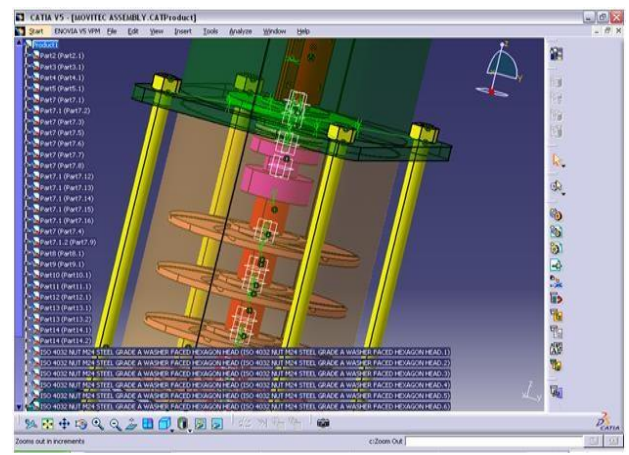 CATIA V5 - [MOVITEC ASSEMBLY.CATProduct]
Start ENOVIA V5 VPM File Edit View Insert Tools Analyze Window Help
Product1
Part2 (Part2.1)
Part3 (Part3.1)
Part4 (Part4.1)
Part5 (Part5.1)
Part7 (Part7.1)
Part7.1 (Part7.2)
Part7 (Part7.3)
Part7 (Part7.5)
Part7 (Part7.6)
Part7 (Part7.7)
Part7 (Part7.8)
Part7.1 (Part7.12)
Part7.1 (Part7.13)
Part7.1 (Part7.14)
Part7.1 (Part7.15)
Part7.1 (Part7.16)
Part7 (Part7.4)
Part7.1.2 (Part7.9)
Part8 (Part8.1)
Part9 (Part9.1)
Part10 (Part10.1)
Part11 (Part11.1)
Part12 (Part12.1)
Part13 (Part13.1)
Part13 (Part13.2)
Part14 (Part14.1)
Part14 (Part14.2)
ISO 4032 NUT M24 STEEL GRADE A WASHER FACED HEXAGON HEAD (ISO 4032 NUT M24 STEEL GRADE A WASHER FACED HEXAGON HEAD.1)
ISO 4032 NUT M24 STEEL GRADE A WASHER FACED HEXAGON HEAD (ISO 4032 NUT M24 STEEL GRADE A WASHER FACED HEXAGON HEAD.2)
ISO 4032 NUT M24 STEEL GRADE A WASHER FACED HEXAGON HEAD (ISO 4032 NUT M24 STEEL GRADE A WASHER FACED HEXAGON HEAD.3)
ISO 4032 NUT M24 STEEL GRADE A WASHER FACED HEXAGON HEAD (ISO 4032 NUT M24 STEEL GRADE A WASHER FACED HEXAGON HEAD.4)
ISO 4032 NUT M24 STEEL GRADE A WASHER FACED HEXAGON HEAD (ISO 4032 NUT M24 STEEL GRADE A WASHER FACED HEXAGON HEAD.5)
ISO 4032 NUT M24 STEEL GRADE A WASHER FACED HEXAGON HEAD (ISO 4032 NUT M24 STEEL GRADE A WASHER FACED HEXAGON HEAD.6)
CATIA
Zooms out in increments
c:Zoom Out